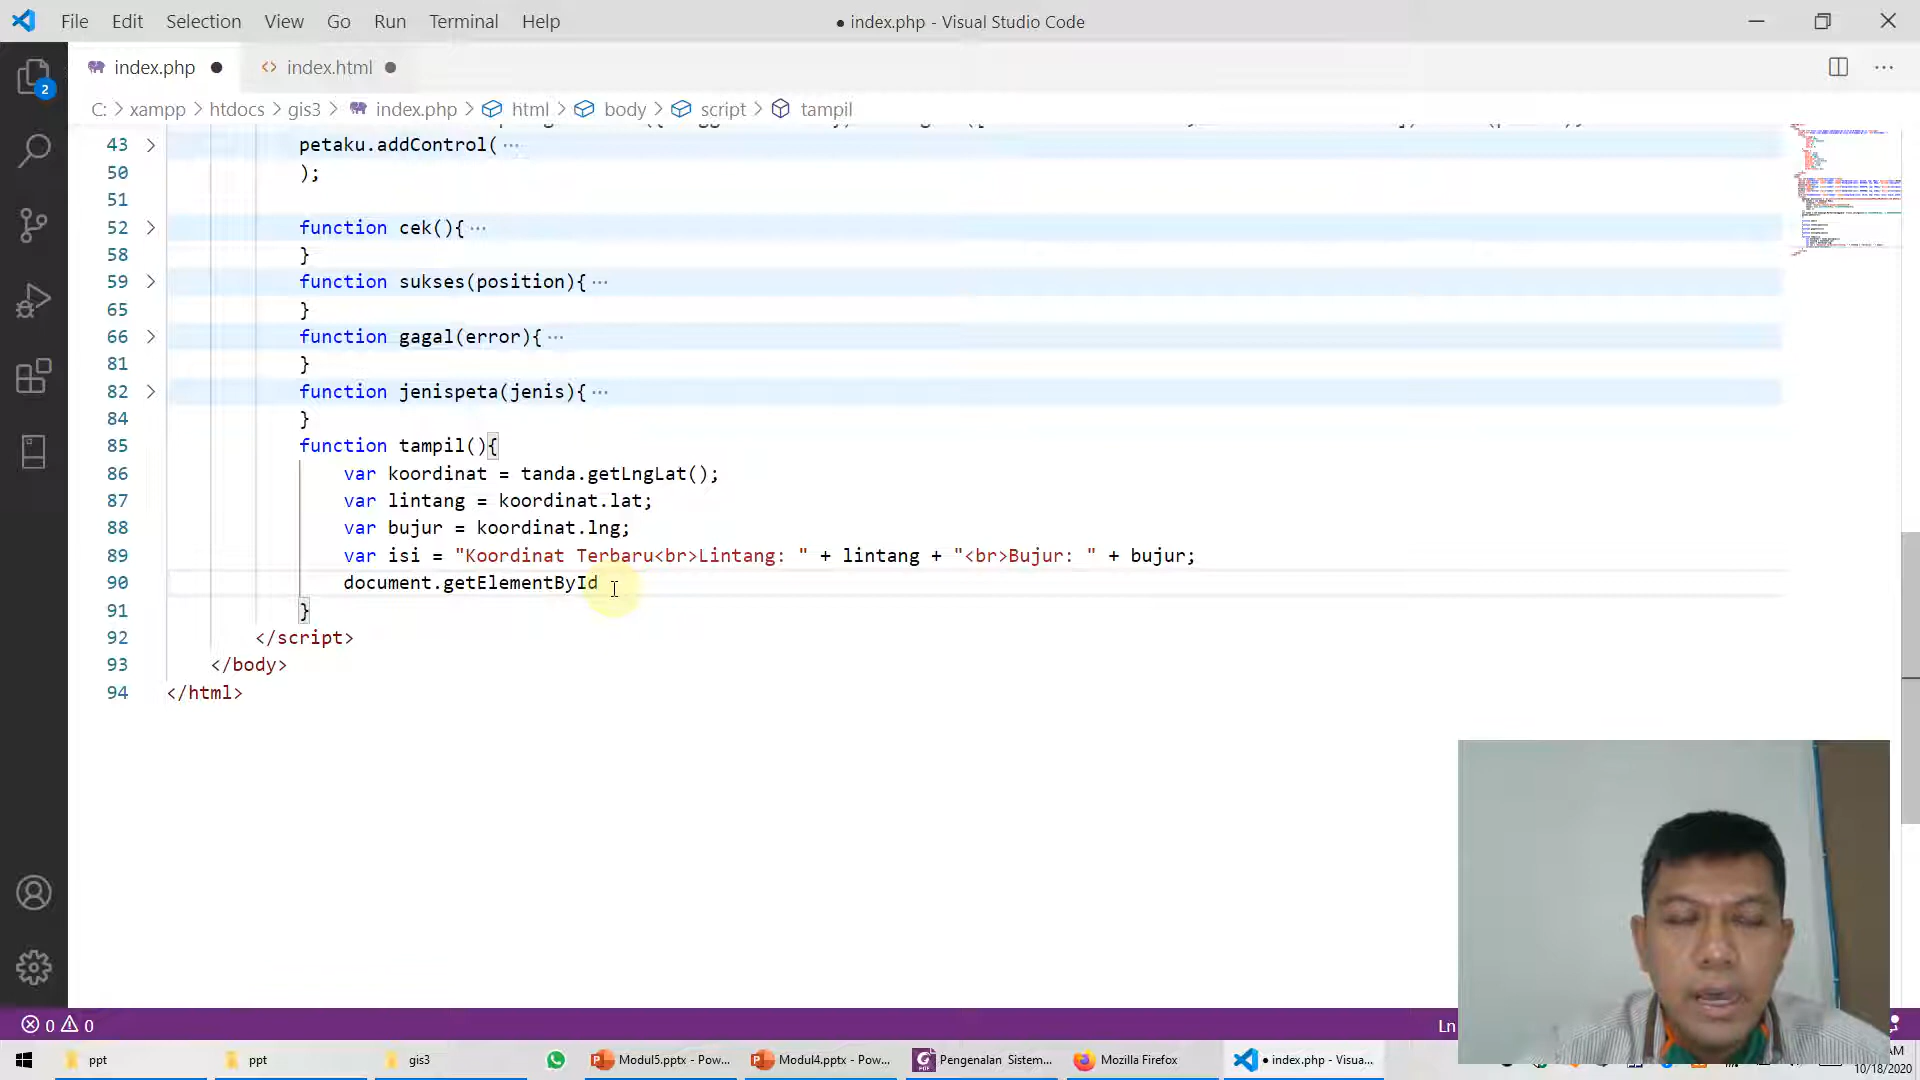 File Edit Selection View Go Run Terminal Help
● index.php - Visual Studio Code
index.php ●
index.html ●
2
C: > xampp > htdocs > gis3 > index.php > html > body > script > tampil
43 petaku.addControl( ...
50 );
51
52 function cek(){ ...
58 }
59 function sukses(position){ ...
65 }
66 function gagal(error){ ...
81 }
82 function jenispeta(jenis){ ...
84 }
85 function tampil(){
86 var koordinat = tanda.getLngLat();
87 var lintang = koordinat.lat;
88 var bujur = koordinat.lng;
89 var isi = "Koordinat Terbaru<br>Lintang: " + lintang + "<br>Bujur: " + bujur;
90 document.getElementById
91 }
92 </script>
93 </body>
94 </html>
0 0
Ln
ppt
ppt
gis3
Modul5.pptx - Pow...
Modul4.pptx - Pow...
Pengenalan Sistem...
Mozilla Firefox
● index.php - Visua...
AM
10/18/2020